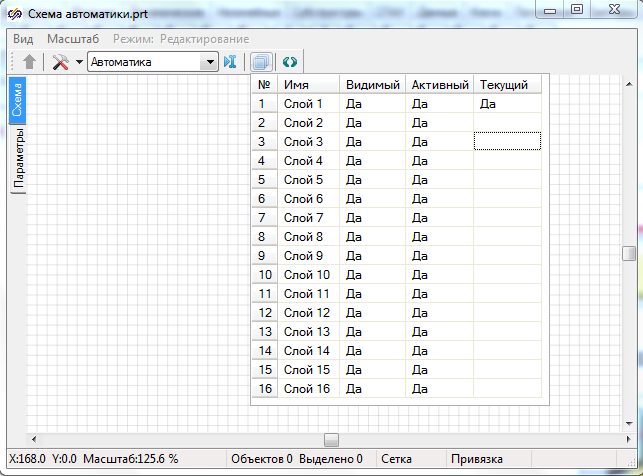 Схема автоматики.prt
Вид Масштаб Режим: Редактирование
Автоматика
Схема
Параметры
№ Имя Видимый Активный Текущий
1 Слой 1 Да Да Да
2 Слой 2 Да Да
3 Слой 3 Да Да
4 Слой 4 Да Да
5 Слой 5 Да Да
6 Слой 6 Да Да
7 Слой 7 Да Да
8 Слой 8 Да Да
9 Слой 9 Да Да
10 Слой 10 Да Да
11 Слой 11 Да Да
12 Слой 12 Да Да
13 Слой 13 Да Да
14 Слой 14 Да Да
15 Слой 15 Да Да
16 Слой 16 Да Да
X:168.0 Y:0.0 Масштаб:125.6 % Объектов 0 Выделено 0 Сетка Привязка